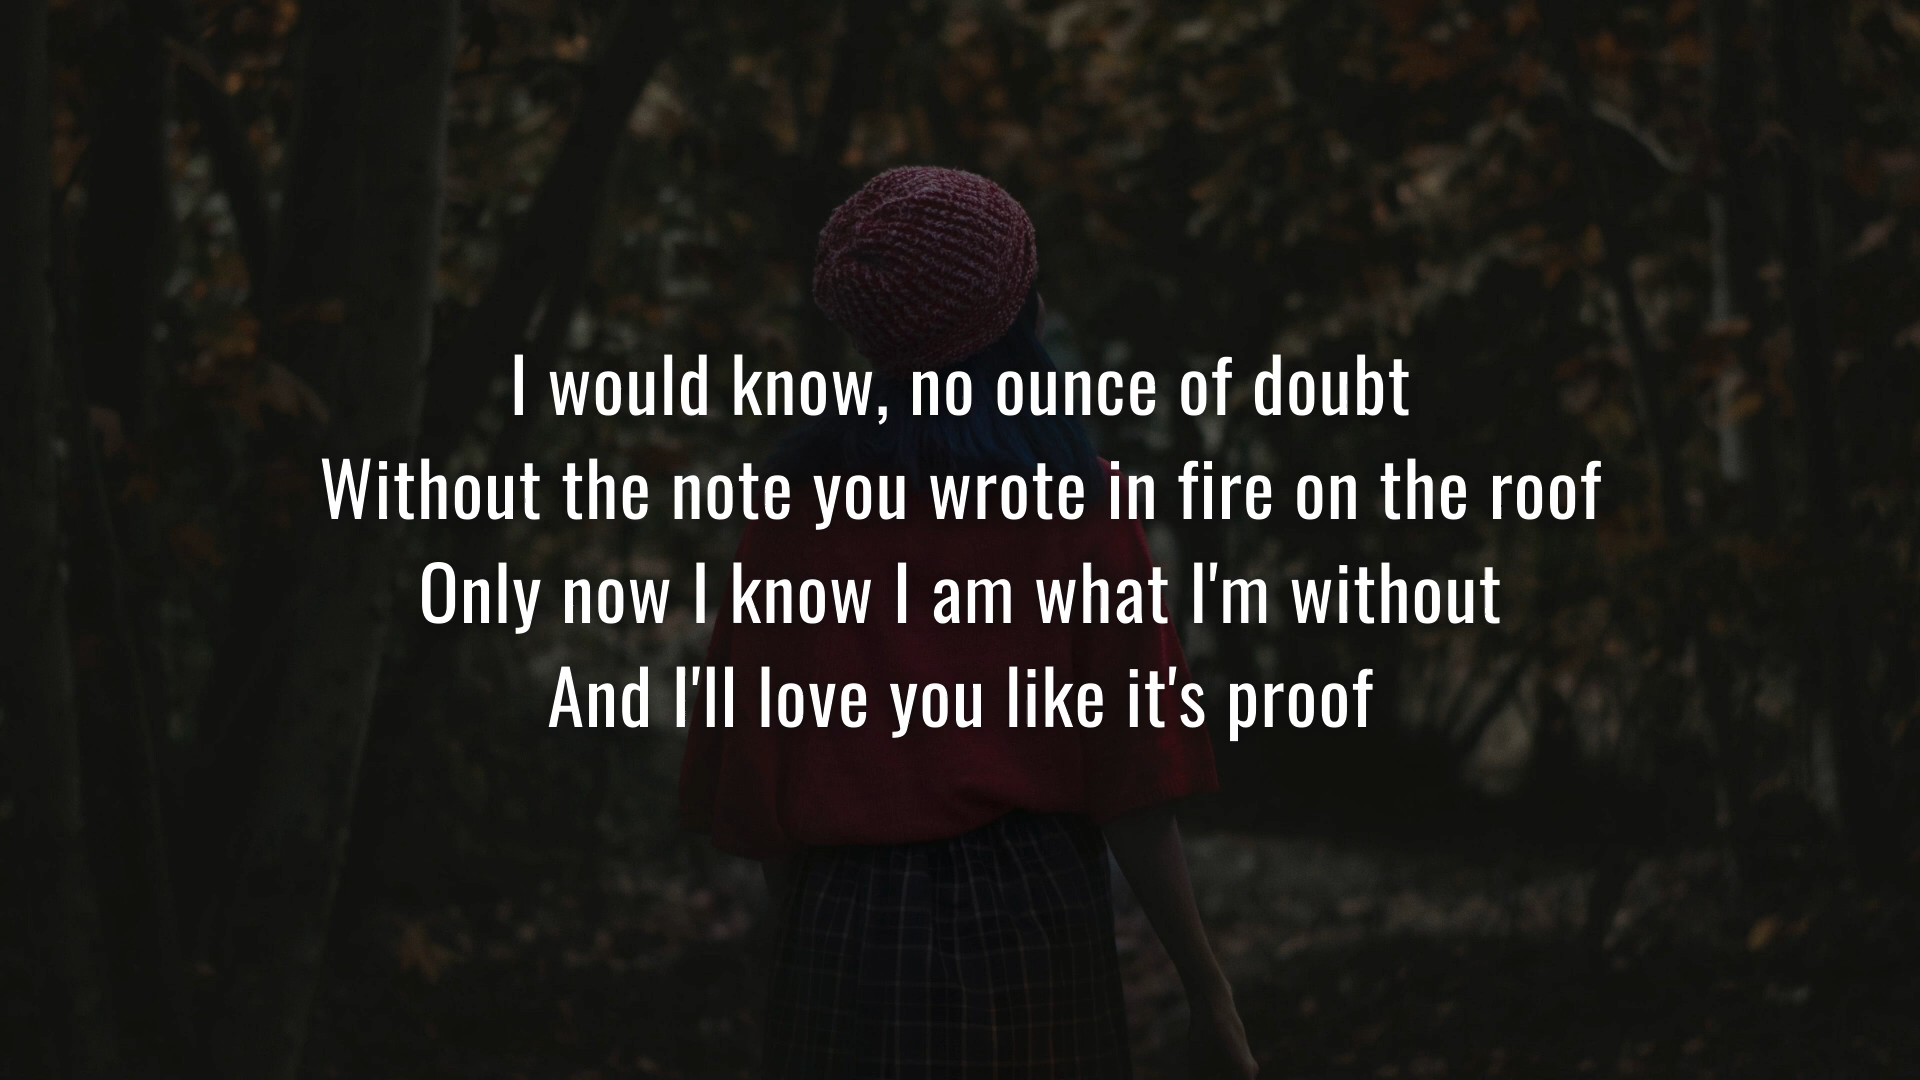 I would know, no ounce of doubt
Without the note you wrote in fire on the roof
Only now I know I am what I'm without
And I'll love you like it's proof